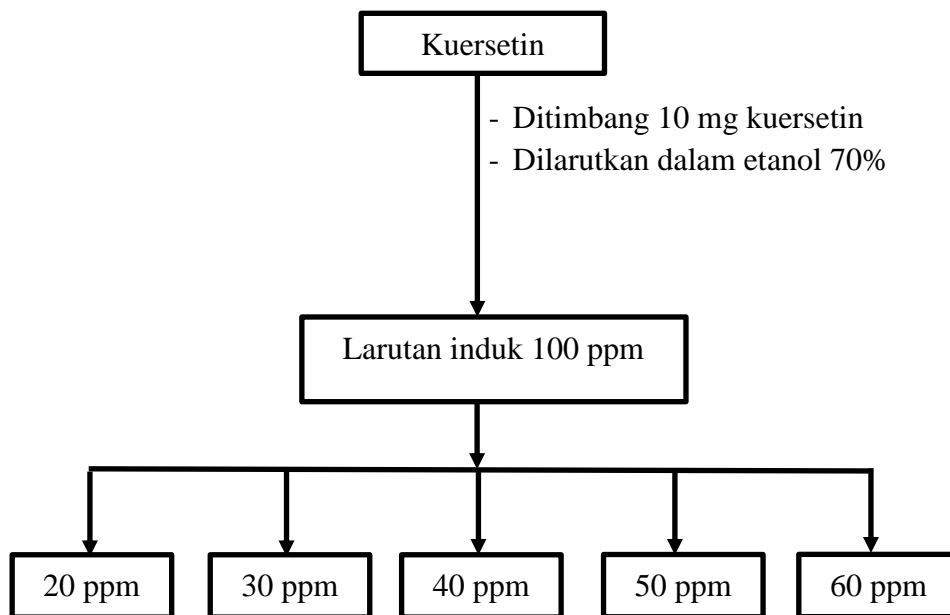 Kuersetin
- Ditimbang 10 mg kuersetin
- Dilarutkan dalam etanol 70%
Larutan induk 100 ppm
20 ppm
30 ppm
40 ppm
50 ppm
60 ppm